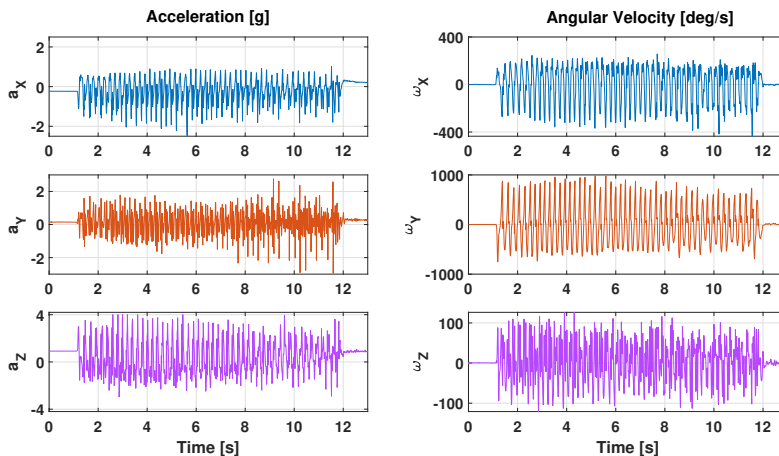 Acceleration [g]
Angular Velocity [deg/s]
2
0
-2
a_X
0 2 4 6 8 10 12
400
0
-400
ω_X
0 2 4 6 8 10 12
2
0
-2
a_Y
0 2 4 6 8 10 12
1000
0
-1000
ω_Y
0 2 4 6 8 10 12
4
0
-4
a_Z
0 2 4 6 8 10 12
Time [s]
100
0
-100
ω_Z
0 2 4 6 8 10 12
Time [s]